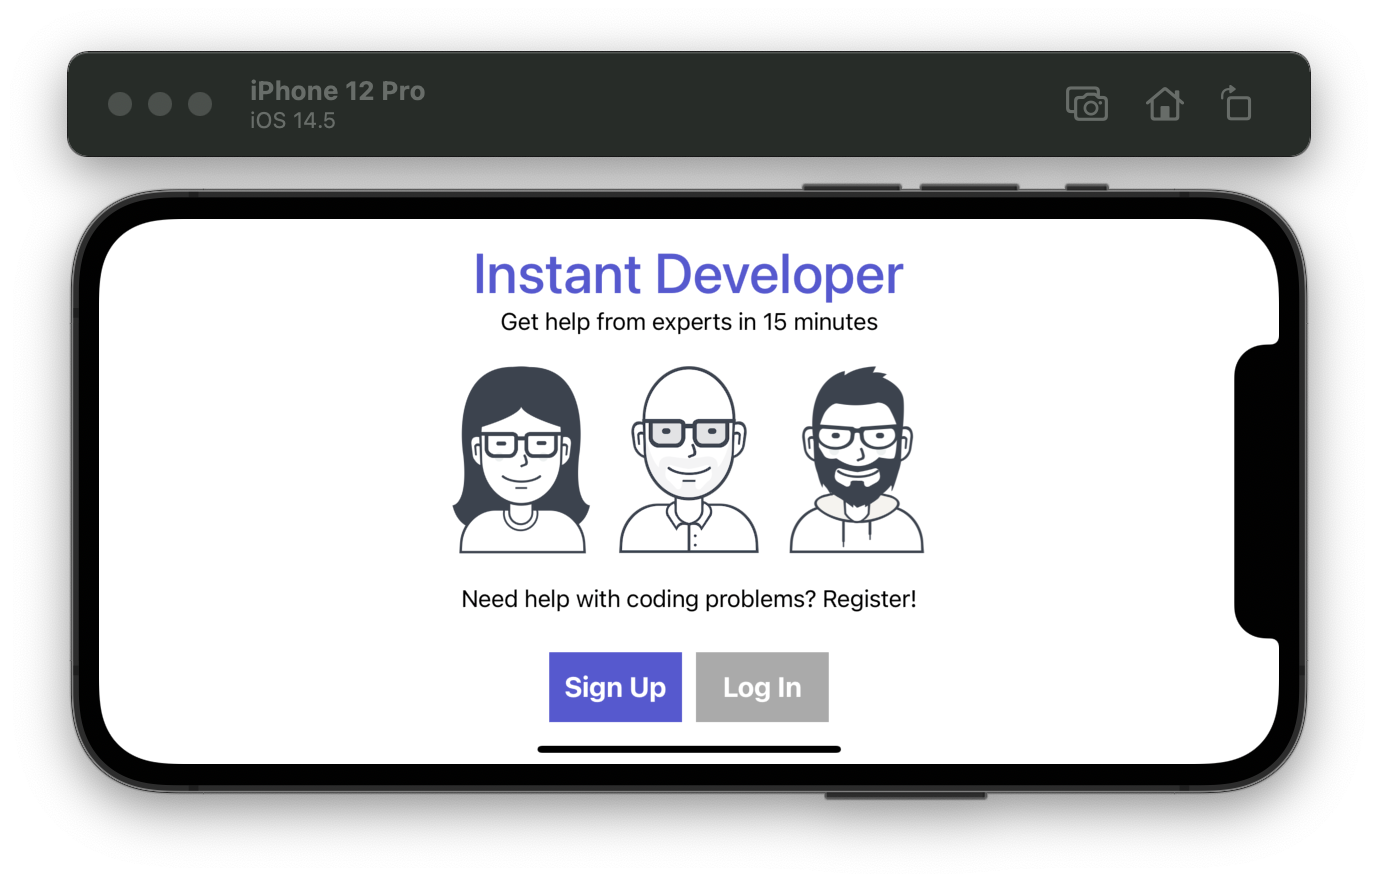 iPhone 12 Pro
iOS 14.5
Instant Developer
Get help from experts in 15 minutes
Need help with coding problems? Register!
Sign Up Log In